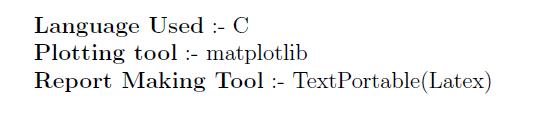 Language Used :- C
Plotting tool :- matplotlib
Report Making Tool :- TextPortable(Latex)